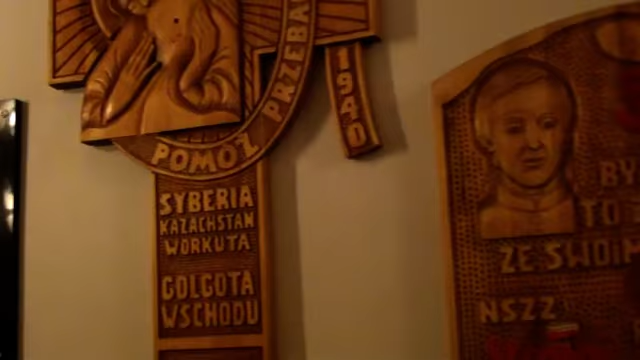 POMÓŻ PRZEBA
1940
SYBERIA
KAZACHSTAN
WORKUTA
GOLGOTA
WSCHODU
BY
TO
ZE SWOIM
NSZZ